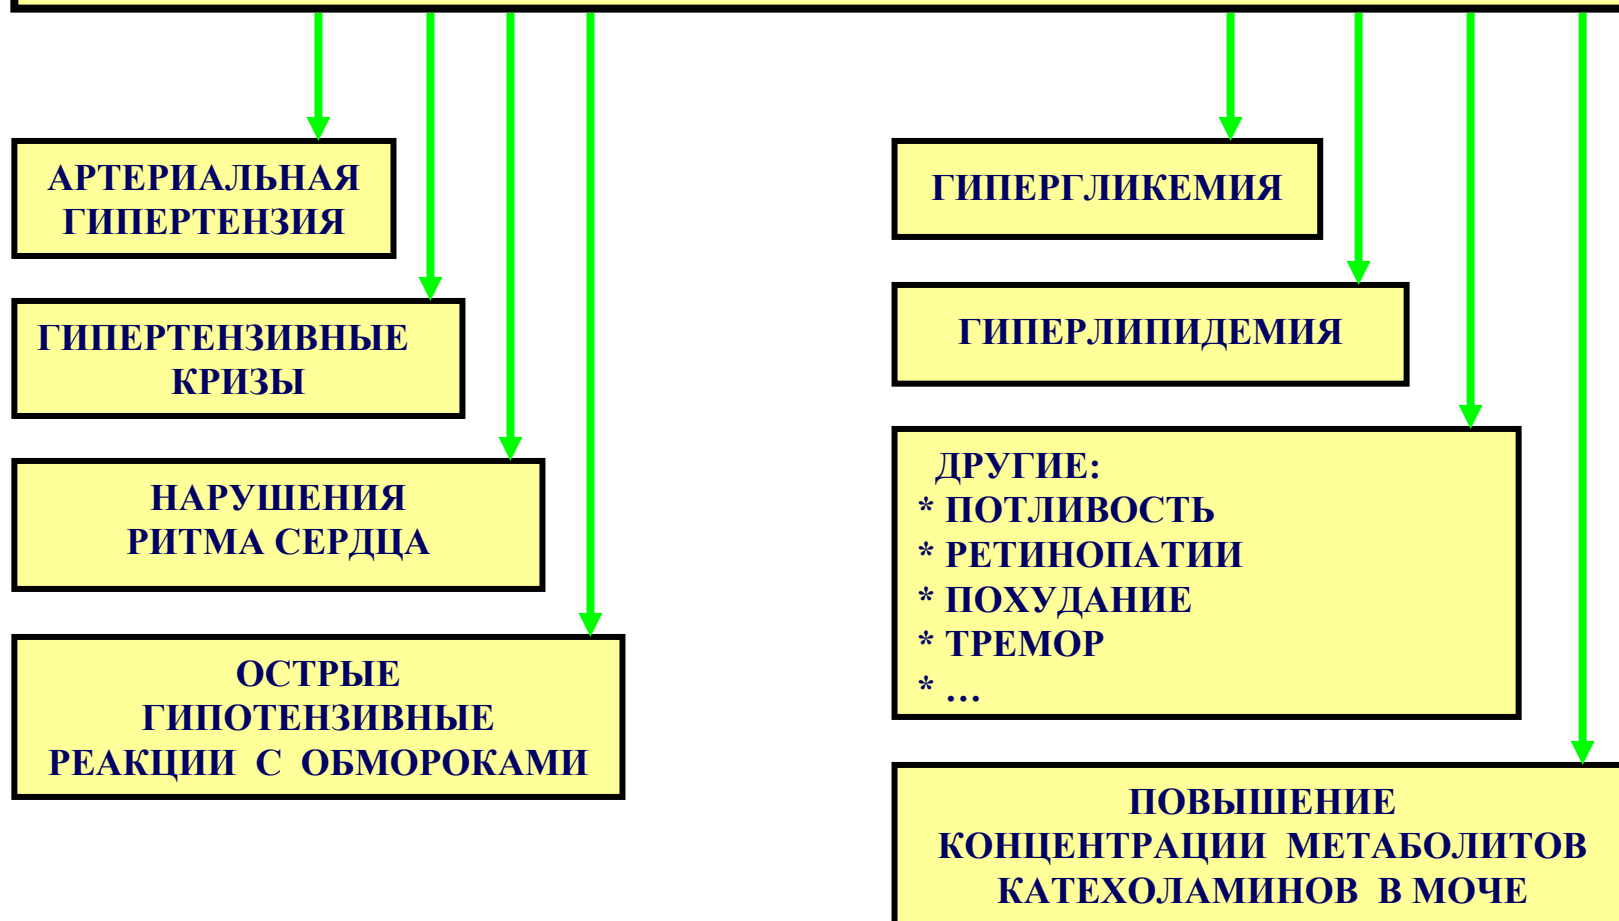 АРТЕРИАЛЬНАЯ
ГИПЕРТЕНЗИЯ
ГИПЕРТЕНЗИВНЫЕ
КРИЗЫ
НАРУШЕНИЯ
РИТМА СЕРДЦА
ОСТРЫЕ
ГИПОТЕНЗИВНЫЕ
РЕАКЦИИ С ОБМОРОКАМИ
ГИПЕРГЛИКЕМИЯ
ГИПЕРЛИПИДЕМИЯ
ДРУГИЕ:
* ПОТЛИВОСТЬ
* РЕТИНОПАТИИ
* ПОХУДАНИЕ
* ТРЕМОР
* …
ПОВЫШЕНИЕ
КОНЦЕНТРАЦИИ МЕТАБОЛИТОВ
КАТЕХОЛАМИНОВ В МОЧЕ